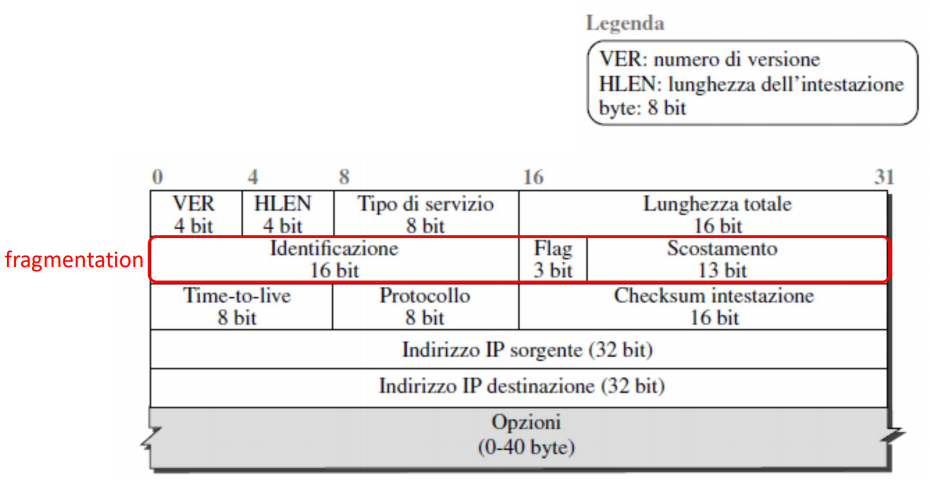 Legenda
VER: numero di versione
HLEN: lunghezza dell'intestazione
byte: 8 bit
0 4 8 16 31
VER HLEN Tipo di servizio Lunghezza totale
4 bit 4 bit 8 bit 16 bit
fragmentation
Identificazione Flag Scostamento
16 bit 3 bit 13 bit
Time-to-live Protocollo Checksum intestazione
8 bit 8 bit 16 bit
Indirizzo IP sorgente (32 bit)
Indirizzo IP destinazione (32 bit)
Opzioni
(0-40 byte)